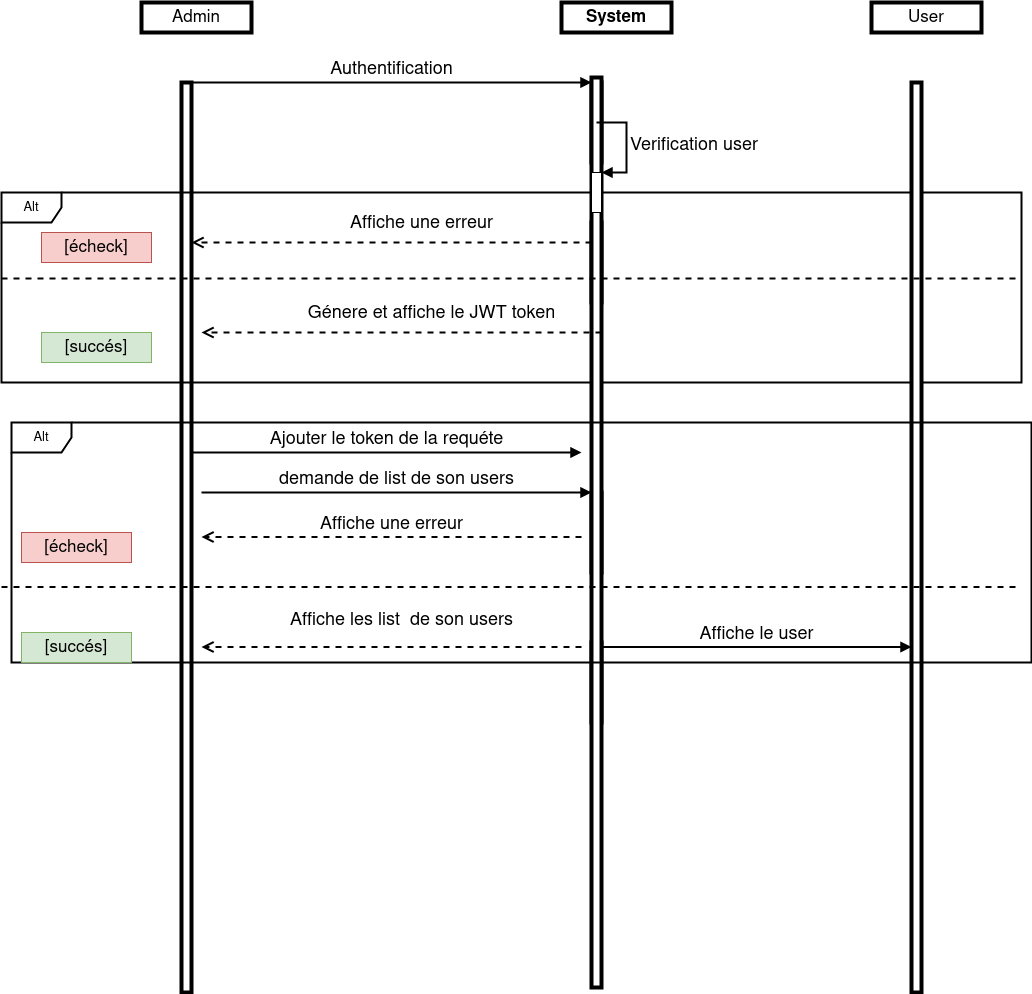 Admin
System
User
Authentification
Verification user
Alt
Affiche une erreur
[écheck]
Génere et affiche le JWT token
[succés]
Alt
Ajouter le token de la requéte
demande de list de son users
Affiche une erreur
[écheck]
Affiche les list  de son users
Affiche le user
[succés]